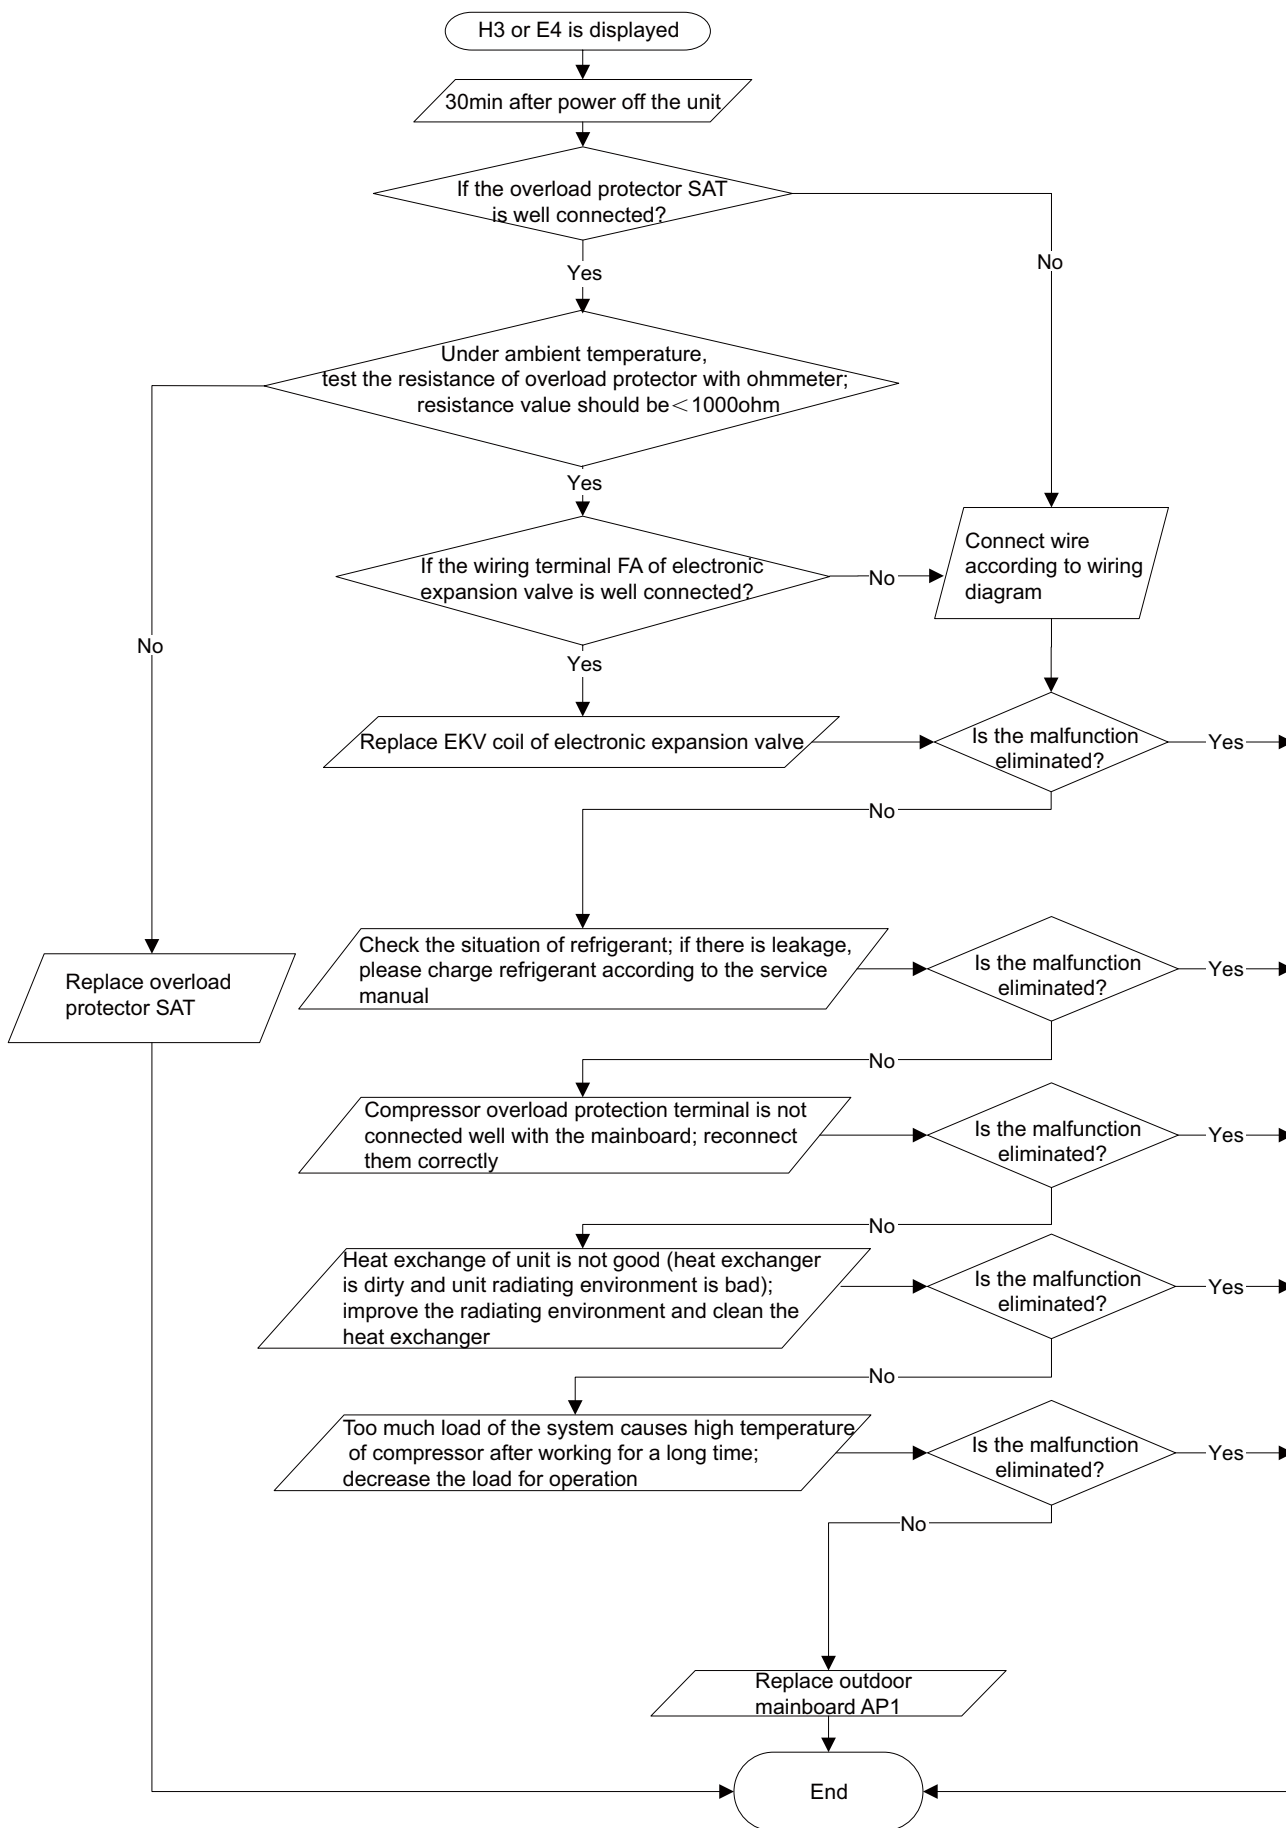 H3 or E4 is displayed
30min after power off the unit
If the overload protector SAT
is well connected?
No
Yes
Under ambient temperature,
test the resistance of overload protector with ohmmeter;
resistance value should be＜1000ohm
Yes
If the wiring terminal FA of electronic
expansion valve is well connected?
No
Connect wire
according to wiring
diagram
No
Yes
Replace EKV coil of electronic expansion valve
Is the malfunction
eliminated?
Yes
No
Check the situation of refrigerant; if there is leakage,
please charge refrigerant according to the service
manual
Is the malfunction
eliminated?
Yes
Replace overload
protector SAT
No
Compressor overload protection terminal is not
connected well with the mainboard; reconnect
them correctly
Is the malfunction
eliminated?
Yes
No
Heat exchange of unit is not good (heat exchanger
is dirty and unit radiating environment is bad);
improve the radiating environment and clean the
heat exchanger
Is the malfunction
eliminated?
Yes
No
Too much load of the system causes high temperature
of compressor after working for a long time;
decrease the load for operation
Is the malfunction
eliminated?
Yes
No
Replace outdoor
mainboard AP1
End